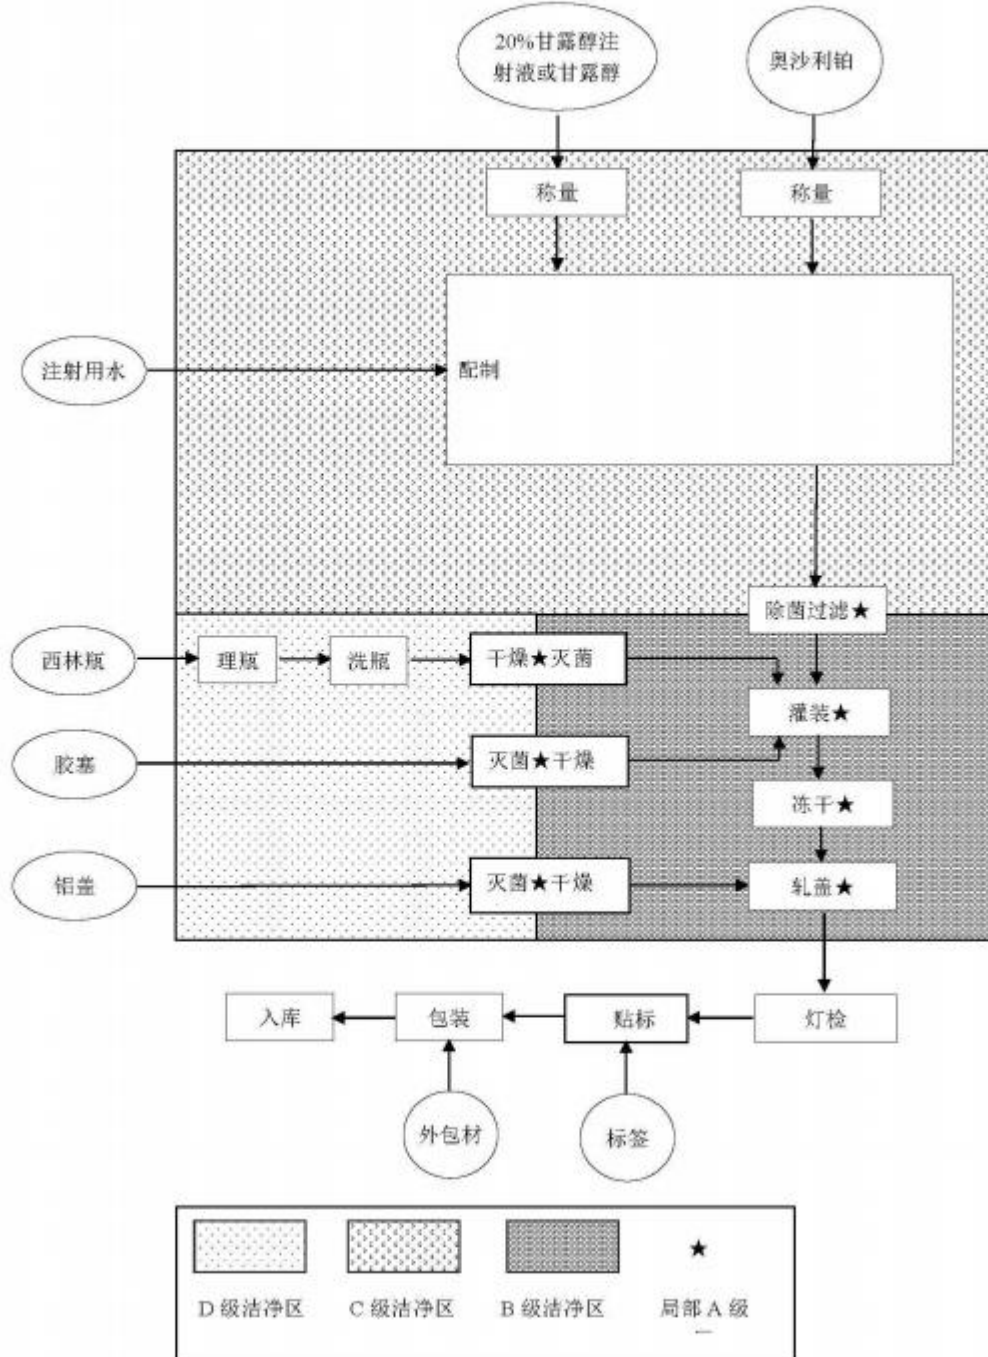 20%甘露醇注
射液或甘露醇
奥沙利铂
称量
称量
注射用水
配制
除菌过滤★
西林瓶
理瓶
洗瓶
干燥★灭菌
灌装★
胶塞
灭菌★干燥
冻干★
铝盖
灭菌★干燥
轧盖★
入库
包装
贴标
灯检
外包材
标签
★
D 级洁净区
C 级洁净区
B 级洁净区
局部 A 级